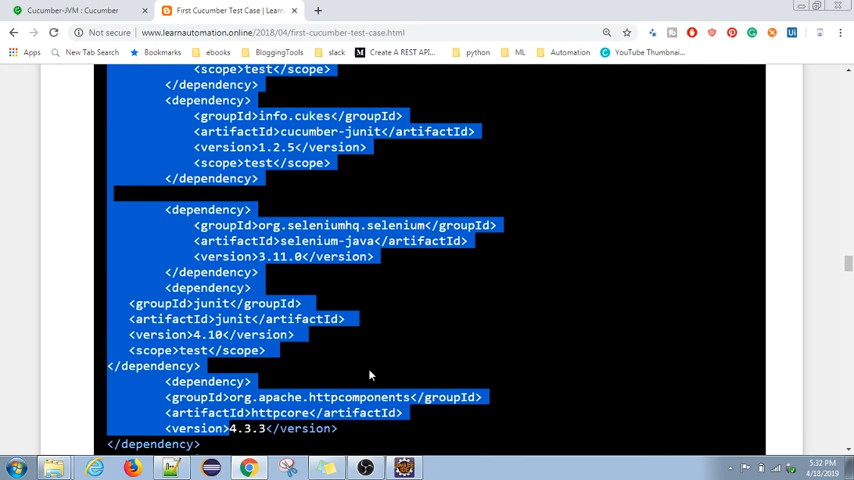 Cucumber-JVM : Cucumber
First Cucumber Test Case | Learn
Not secure | www.learnautomation.online/2018/04/first-cucumber-test-case.html
Apps
New Tab Search
Bookmarks
ebooks
BloggingTools
slack
Create A REST API...
python
ML
Automation
YouTube Thumbnai...
<scope>test</scope>
</dependency>
<dependency>
<groupId>info.cukes</groupId>
<artifactId>cucumber-junit</artifactId>
<version>1.2.5</version>
<scope>test</scope>
</dependency>
<dependency>
<groupId>org.seleniumhq.selenium</groupId>
<artifactId>selenium-java</artifactId>
<version>3.11.0</version>
</dependency>
<dependency>
<groupId>junit</groupId>
<artifactId>junit</artifactId>
<version>4.10</version>
<scope>test</scope>
</dependency>
<dependency>
<groupId>org.apache.httpcomponents</groupId>
<artifactId>httpcore</artifactId>
<version>4.3.3</version>
</dependency>
5:32 PM
4/18/2019